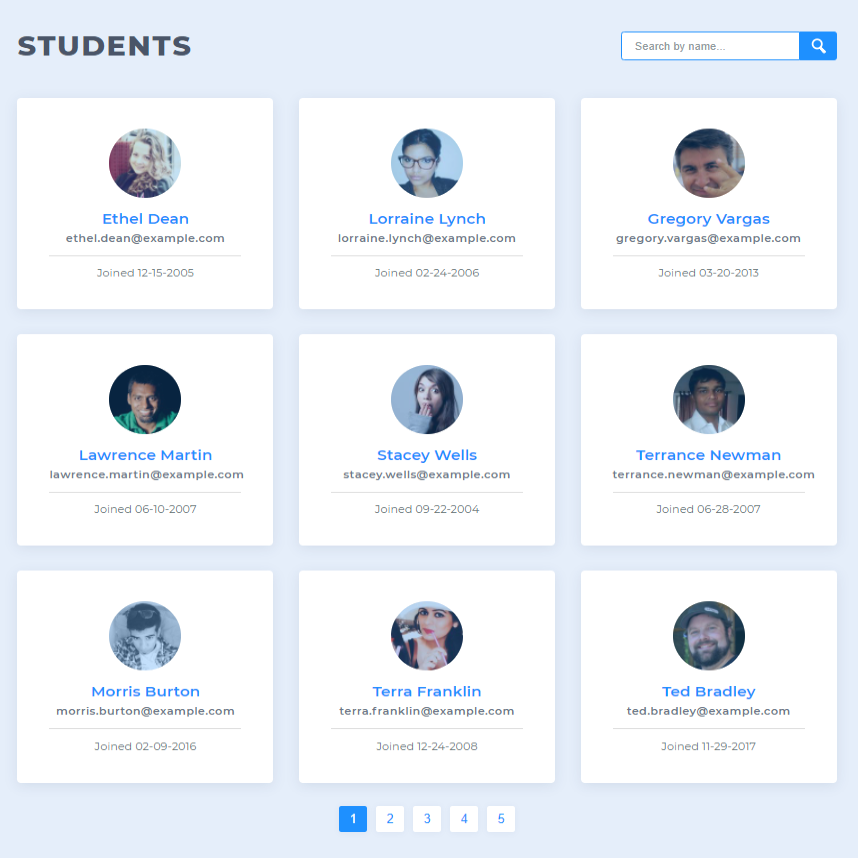 STUDENTS
Search by name...
Ethel Dean
ethel.dean@example.com
Joined 12-15-2005
Lorraine Lynch
lorraine.lynch@example.com
Joined 02-24-2006
Gregory Vargas
gregory.vargas@example.com
Joined 03-20-2013
Lawrence Martin
lawrence.martin@example.com
Joined 06-10-2007
Stacey Wells
stacey.wells@example.com
Joined 09-22-2004
Terrance Newman
terrance.newman@example.com
Joined 06-28-2007
Morris Burton
morris.burton@example.com
Joined 02-09-2016
Terra Franklin
terra.franklin@example.com
Joined 12-24-2008
Ted Bradley
ted.bradley@example.com
Joined 11-29-2017
1 2 3 4 5